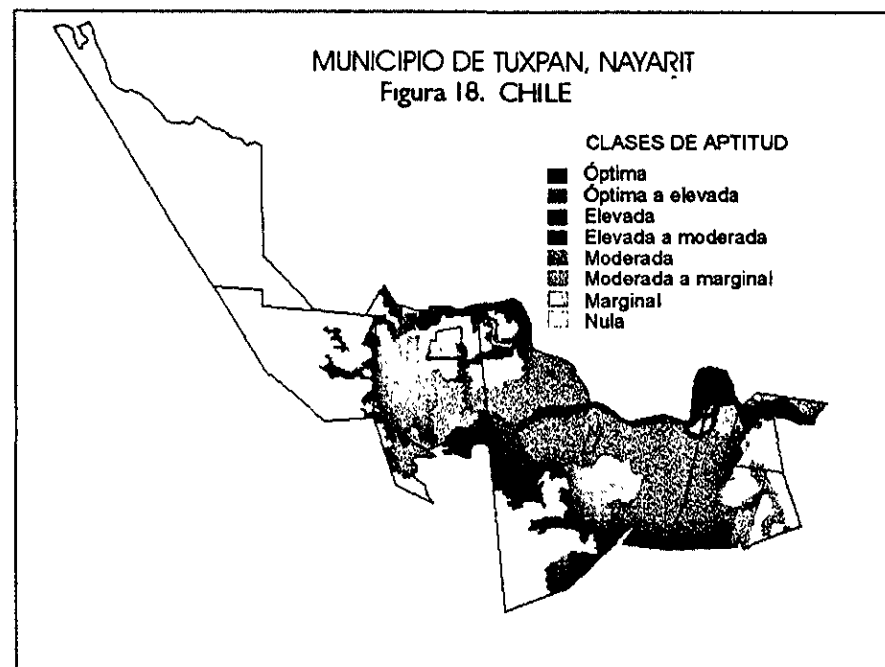 MUNICIPIO DE TUXPAN, NAYARIT
Figura 18. CHILE
CLASES DE APTITUD
Óptima
Óptima a elevada
Elevada
Elevada a moderada
Moderada
Moderada a marginal
Marginal
Nula